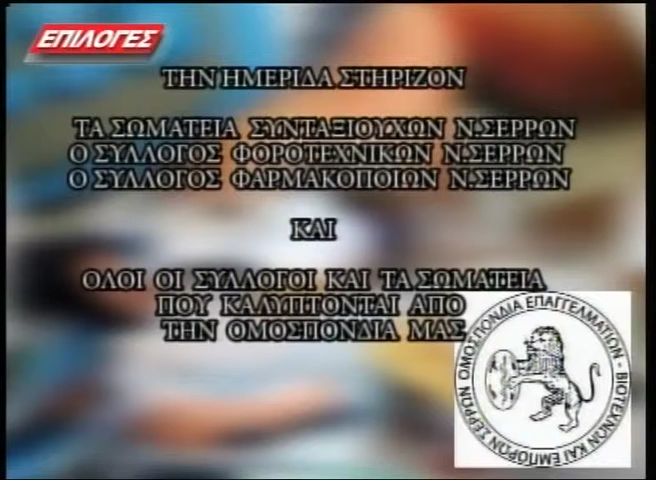 ΕΠΙΛΟΓΕΣ
ΤΗΝ ΗΜΕΡΙΔΑ ΣΤΗΡΙΖΟΝ
ΤΑ ΣΩΜΑΤΕΙΑ ΣΥΝΤΑΞΙΟΥΧΩΝ Ν.ΣΕΡΡΩΝ
Ο ΣΥΛΛΟΓΟΣ ΦΟΡΟΤΕΧΝΙΚΩΝ Ν.ΣΕΡΡΩΝ
Ο ΣΥΛΛΟΓΟΣ ΦΑΡΜΑΚΟΠΟΙΩΝ Ν.ΣΕΡΡΩΝ
ΚΑΙ
ΟΛΟΙ ΟΙ ΣΥΛΛΟΓΟΙ ΚΑΙ ΤΑ ΣΩΜΑΤΕΙΑ
ΠΟΥ ΚΑΛΥΠΤΟΝΤΑΙ ΑΠΟ
ΤΗΝ ΟΜΟΣΠΟΝΔΙΑ ΜΑΣ
ΟΜΟΣΠΟΝΔΙΑ ΕΠΑΓΓΕΛΜΑΤΙΩΝ - ΒΙΟΤΕΧΝΩΝ ΚΑΙ ΕΜΠΟΡΩΝ ΣΕΡΡΩΝ